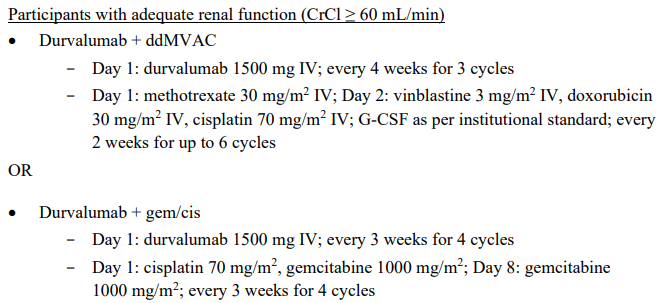 Participants with adequate renal function (CrCl ≥ 60 mL/min)
• Durvalumab + ddMVAC
− Day 1: durvalumab 1500 mg IV; every 4 weeks for 3 cycles
− Day 1: methotrexate 30 mg/m² IV; Day 2: vinblastine 3 mg/m² IV, doxorubicin
30 mg/m² IV, cisplatin 70 mg/m² IV; G-CSF as per institutional standard; every
2 weeks for up to 6 cycles
OR
• Durvalumab + gem/cis
− Day 1: durvalumab 1500 mg IV; every 3 weeks for 4 cycles
− Day 1: cisplatin 70 mg/m², gemcitabine 1000 mg/m²; Day 8: gemcitabine
1000 mg/m²; every 3 weeks for 4 cycles